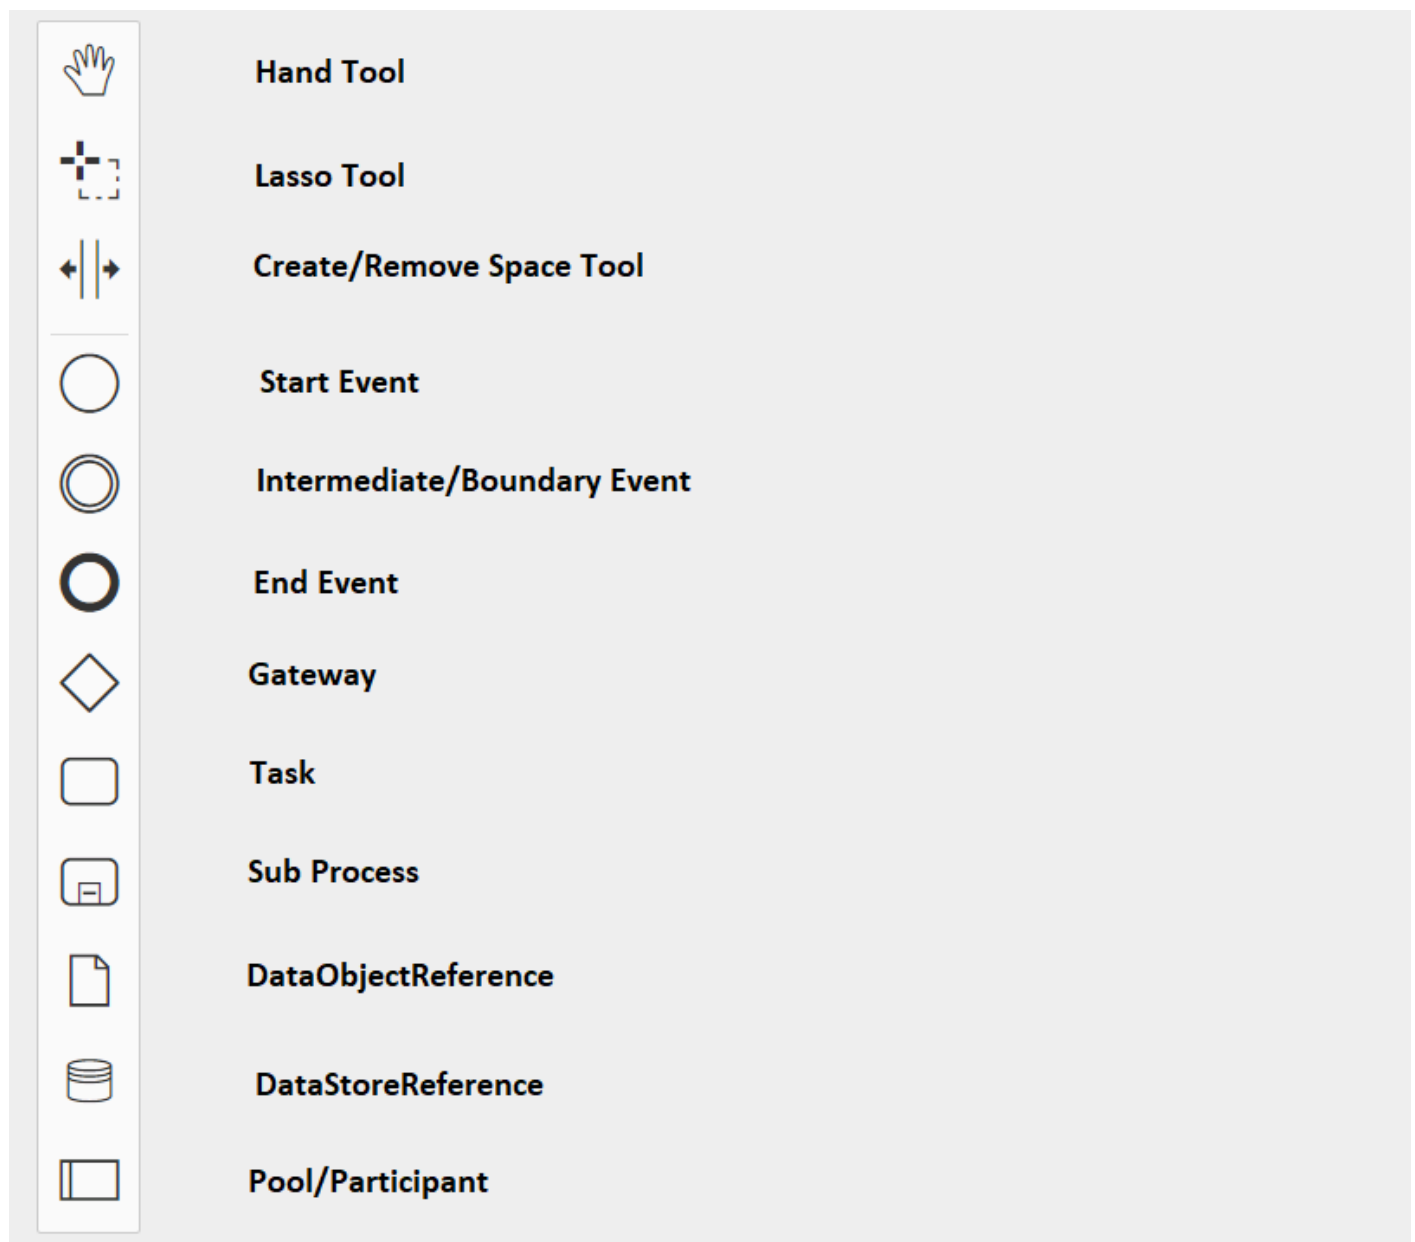 Hand Tool
Lasso Tool
Create/Remove Space Tool
Start Event
Intermediate/Boundary Event
End Event
Gateway
Task
Sub Process
DataObjectReference
DataStoreReference
Pool/Participant